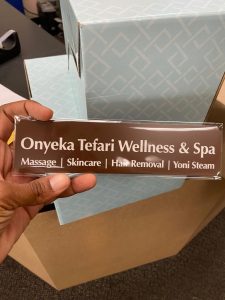 Onyeka Tefari Wellness & Spa
Massage | Skincare | Hair Removal | Yoni Steam